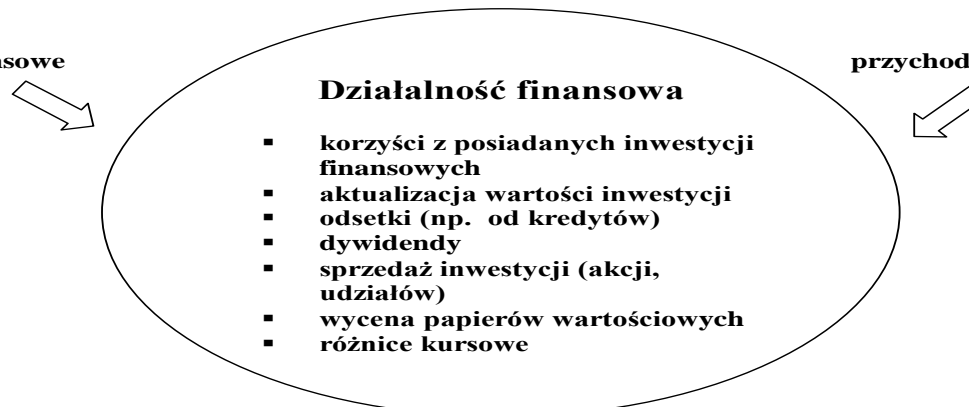 nsowe
przychod
Działalność finansowa
▪ korzyści z posiadanych inwestycji
finansowych
▪ aktualizacja wartości inwestycji
▪ odsetki (np. od kredytów)
▪ dywidendy
▪ sprzedaż inwestycji (akcji,
udziałów)
▪ wycena papierów wartościowych
▪ różnice kursowe